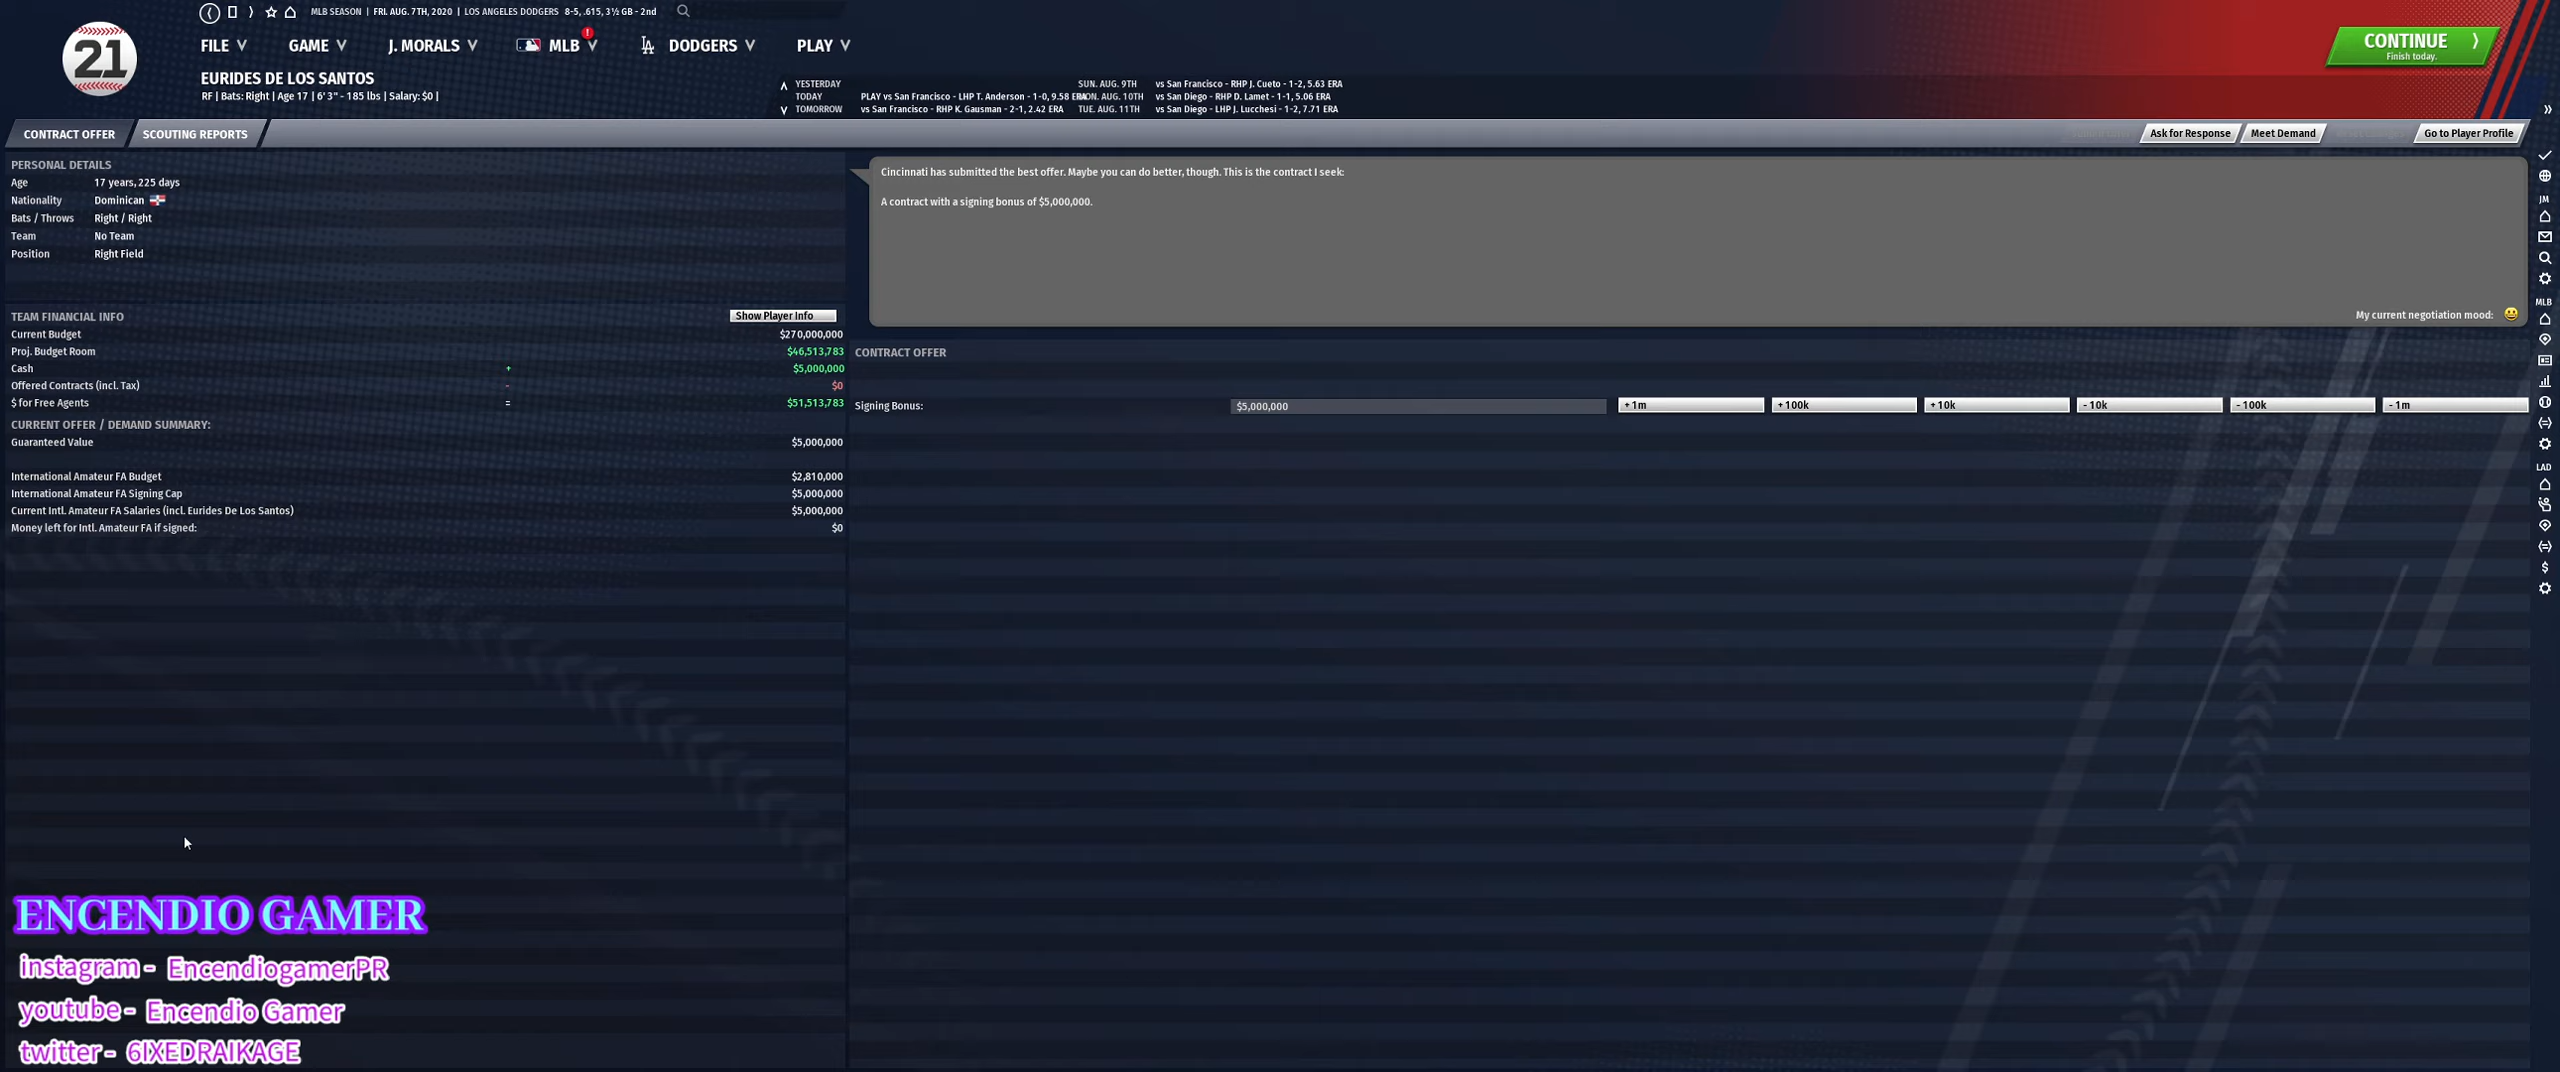 MLB SEASON | FRI. AUG. 7TH, 2020 | LOS ANGELES DODGERS 8-5, .615, 3½ GB - 2nd
21
FILE
GAME
J. MORALS
MLB
!
LA
DODGERS
PLAY
CONTINUE
Finish today.
EURIDES DE LOS SANTOS
RF | Bats: Right | Age 17 | 6' 3" - 185 lbs | Salary: $0 |
YESTERDAY
TODAY PLAY vs San Francisco - LHP T. Anderson - 1-0, 9.58
TOMORROW vs San Francisco - RHP K. Gausman - 2-1, 2.42 ERA
SUN. AUG. 9TH vs San Francisco - RHP J. Cueto - 1-2, 5.63 ERA
AUG. 10TH vs San Diego - RHP D. Lamet - 1-1, 5.06 ERA
TUE. AUG. 11TH vs San Diego - LHP J. Lucchesi - 1-2, 7.71 ERA
CONTRACT OFFER
SCOUTING REPORTS
Ask for Response
Meet Demand
Go to Player Profile
PERSONAL DETAILS
Age 17 years, 225 days
Nationality Dominican
Bats / Throws Right / Right
Team No Team
Position Right Field
TEAM FINANCIAL INFO
Show Player Info
Current Budget $270,000,000
Proj. Budget Room $46,513,783
Cash + $5,000,000
Offered Contracts (incl. Tax) - $0
$ for Free Agents = $51,513,783
CURRENT OFFER / DEMAND SUMMARY:
Guaranteed Value $5,000,000
International Amateur FA Budget $2,810,000
International Amateur FA Signing Cap $5,000,000
Current Intl. Amateur FA Salaries (incl. Eurides De Los Santos) $5,000,000
Money left for Intl. Amateur FA if signed: $0
Cincinnati has submitted the best offer. Maybe you can do better, though. This is the contract I seek:
A contract with a signing bonus of $5,000,000.
My current negotiation mood:
CONTRACT OFFER
Signing Bonus: $5,000,000 + 1m + 100k + 10k - 10k - 100k - 1m
JM
MLB
LAD
$
ENCENDIO GAMER
instagram - EncendiogamerPR
youtube - Encendio Gamer
twitter - 6IXEDRAIKAGE